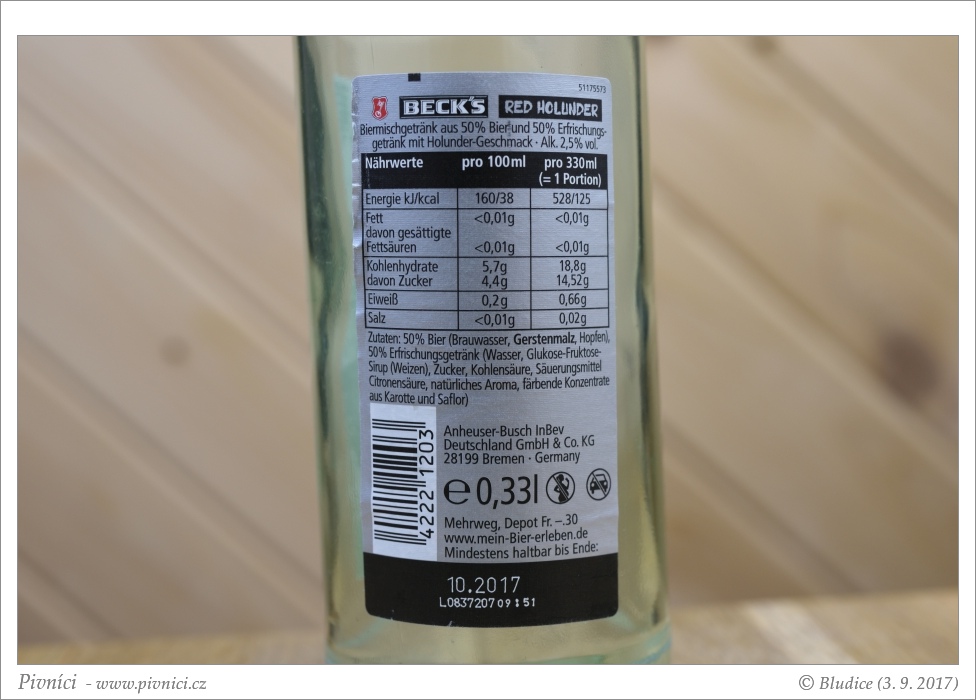 51175573
BECK'S RED HOLUNDER
Biermischgetränk aus 50% Bier und 50% Erfrischungs-
getränk mit Holunder-Geschmack · Alk. 2,5% vol.
Nährwerte pro 100ml pro 330ml
(= 1 Portion)
Energie kJ/kcal 160/38 528/125
Fett <0,01g <0,01g
davon gesättigte
Fettsäuren <0,01g <0,01g
Kohlenhydrate 5,7g 18,8g
davon Zucker 4,4g 14,52g
Eiweiß 0,2g 0,66g
Salz <0,01g 0,02g
Zutaten: 50% Bier (Brauwasser, Gerstenmalz, Hopfen),
50% Erfrischungsgetränk (Wasser, Glukose-Fruktose-
Sirup (Weizen), Zucker, Kohlensäure, Säuerungsmittel
Citronensäure, natürliches Aroma, färbende Konzentrate
aus Karotte und Saflor)
4222 1203
Anheuser-Busch InBev
Deutschland GmbH & Co. KG
28199 Bremen · Germany
e 0,33l
Mehrweg, Depot Fr. –.30
www.mein-Bier-erleben.de
Mindestens haltbar bis Ende:
10.2017
L0837207 09:51
Pivníci - www.pivnici.cz
© Bludice (3. 9. 2017)